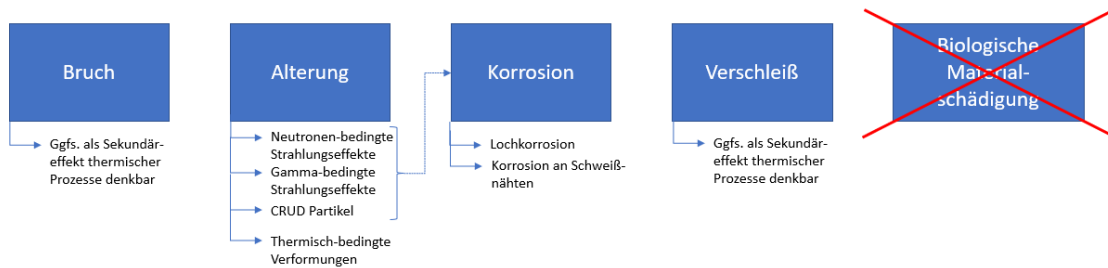 Bruch
Ggfs. als Sekundär-
effekt thermischer
Prozesse denkbar
Alterung
Neutronen-bedingte
Strahlungseffekte
Gamma-bedingte
Strahlungseffekte
CRUD Partikel
Thermisch-bedingte
Verformungen
Korrosion
Lochkorrosion
Korrosion an Schweiß-
nähten
Verschleiß
Ggfs. als Sekundär-
effekt thermischer
Prozesse denkbar
Biologische
Material-
schädigung